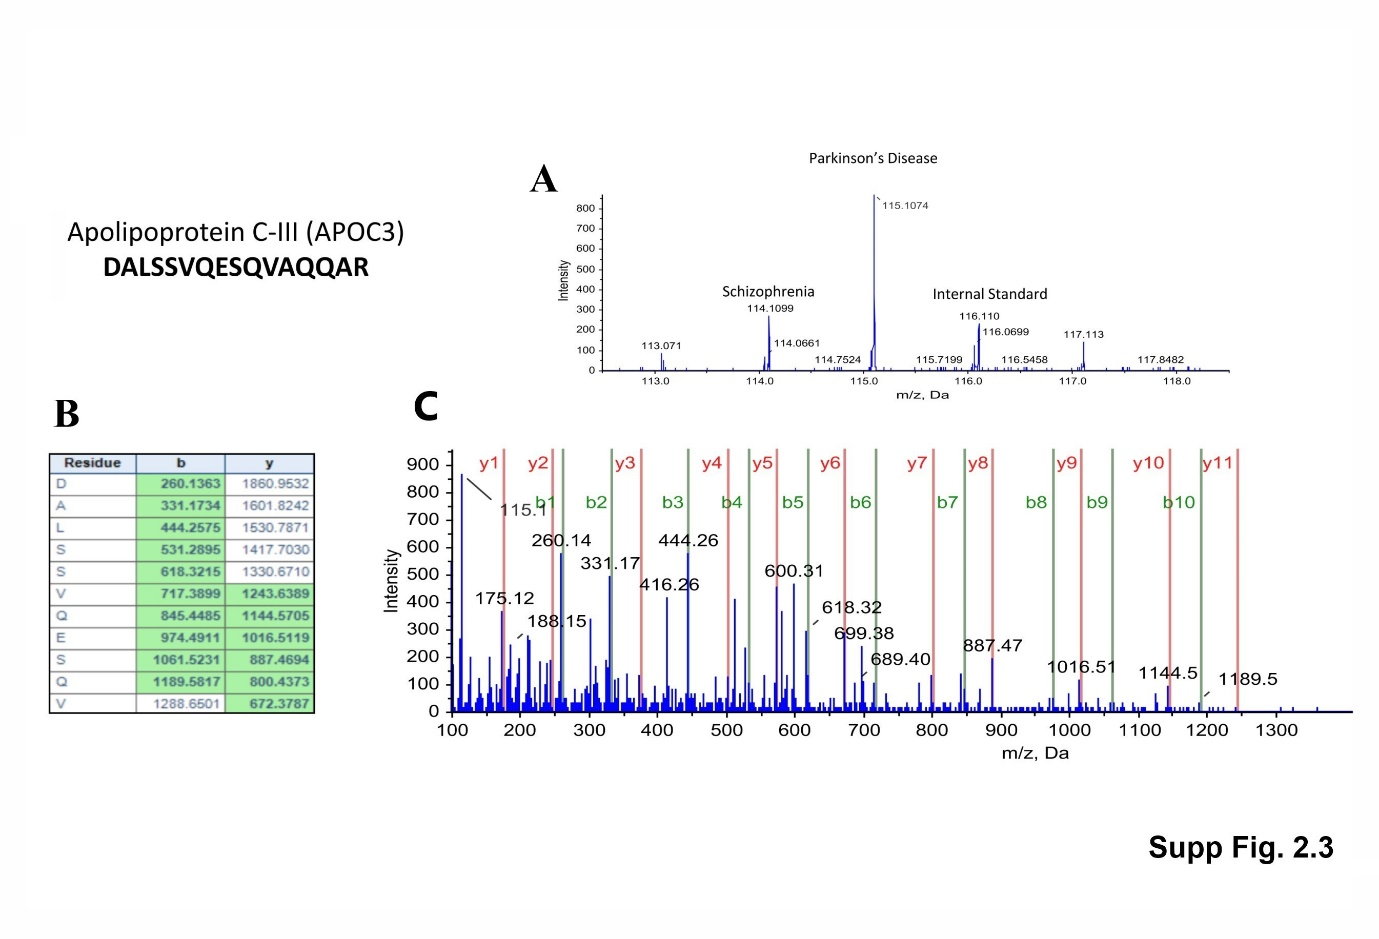 Apolipoprotein C-III (APOC3)
DALSSVQESQVAQQAR
A
Parkinson's Disease
Schizophrenia
Internal Standard
115.1074
114.1099
116.110
116.0699
113.071
114.0661
114.7524
115.7199
116.5458
117.113
117.8482
Intensity
800
700
600
500
400
300
200
100
0
113.0 114.0 115.0 116.0 117.0 118.0
m/z, Da
B
Residue b y
D 260.1363 1860.9532
A 331.1734 1601.8242
L 444.2575 1530.7871
S 531.2895 1417.7030
S 618.3215 1330.6710
V 717.3899 1243.6389
Q 845.4485 1144.5705
E 974.4911 1016.5119
S 1061.5231 887.4694
Q 1189.5817 800.4373
V 1288.6501 672.3787
C
y1 y2 y3 y4 y5 y6 y7 y8 y9 y10 y11
b1 b2 b3 b4 b5 b6 b7 b8 b9 b10
115.1
260.14
444.26
331.17
416.26
600.31
175.12
188.15
618.32
699.38
689.40
887.47
1016.51
1144.5
1189.5
Intensity
900
800
700
600
500
400
300
200
100
0
100 200 300 400 500 600 700 800 900 1000 1100 1200 1300
m/z, Da
Supp Fig. 2.3